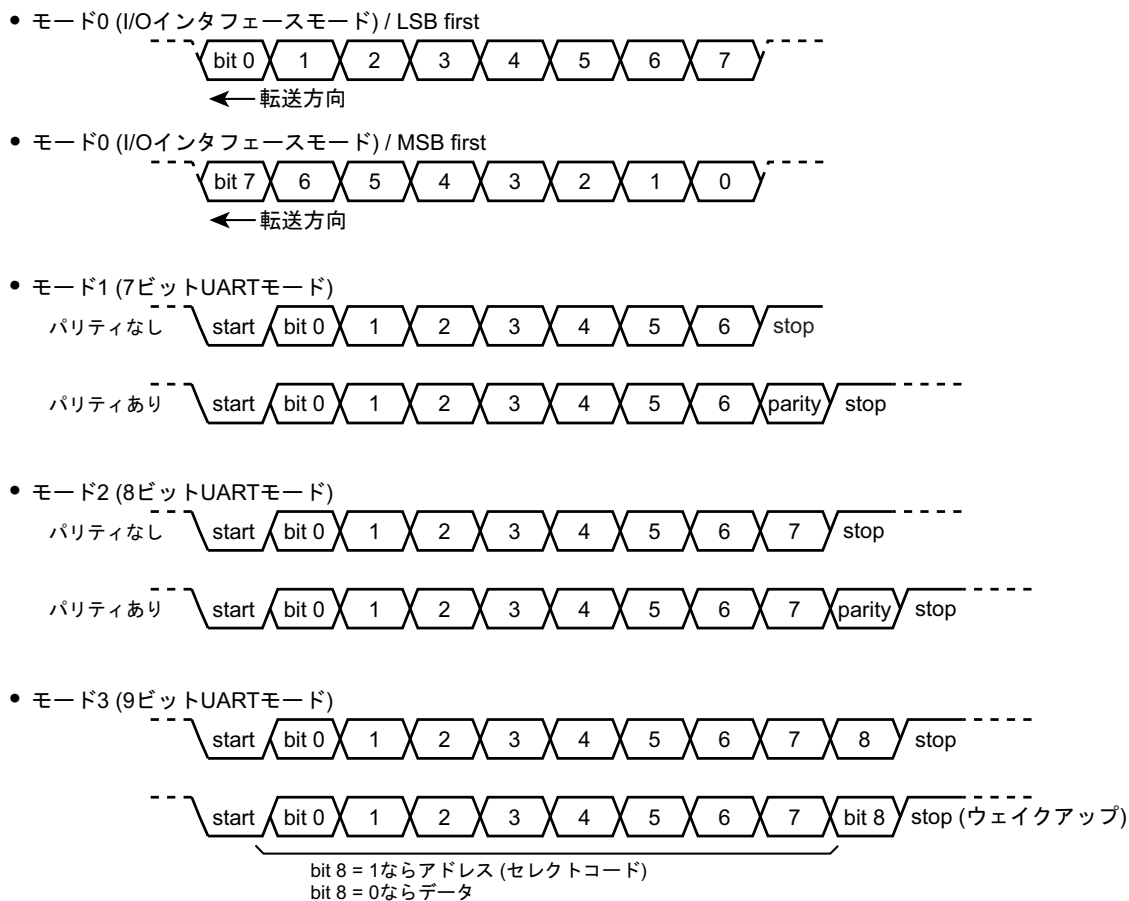 • モード0 (I/Oインタフェースモード) / LSB first
bit 0 1 2 3 4 5 6 7
転送方向
• モード0 (I/Oインタフェースモード) / MSB first
bit 7 6 5 4 3 2 1 0
転送方向
• モード1 (7ビットUARTモード)
パリティなし start bit 0 1 2 3 4 5 6 stop
パリティあり start bit 0 1 2 3 4 5 6 parity stop
• モード2 (8ビットUARTモード)
パリティなし start bit 0 1 2 3 4 5 6 7 stop
パリティあり start bit 0 1 2 3 4 5 6 7 parity stop
• モード3 (9ビットUARTモード)
start bit 0 1 2 3 4 5 6 7 8 stop
start bit 0 1 2 3 4 5 6 7 bit 8 stop (ウェイクアップ)
bit 8 = 1ならアドレス (セレクトコード)
bit 8 = 0ならデータ